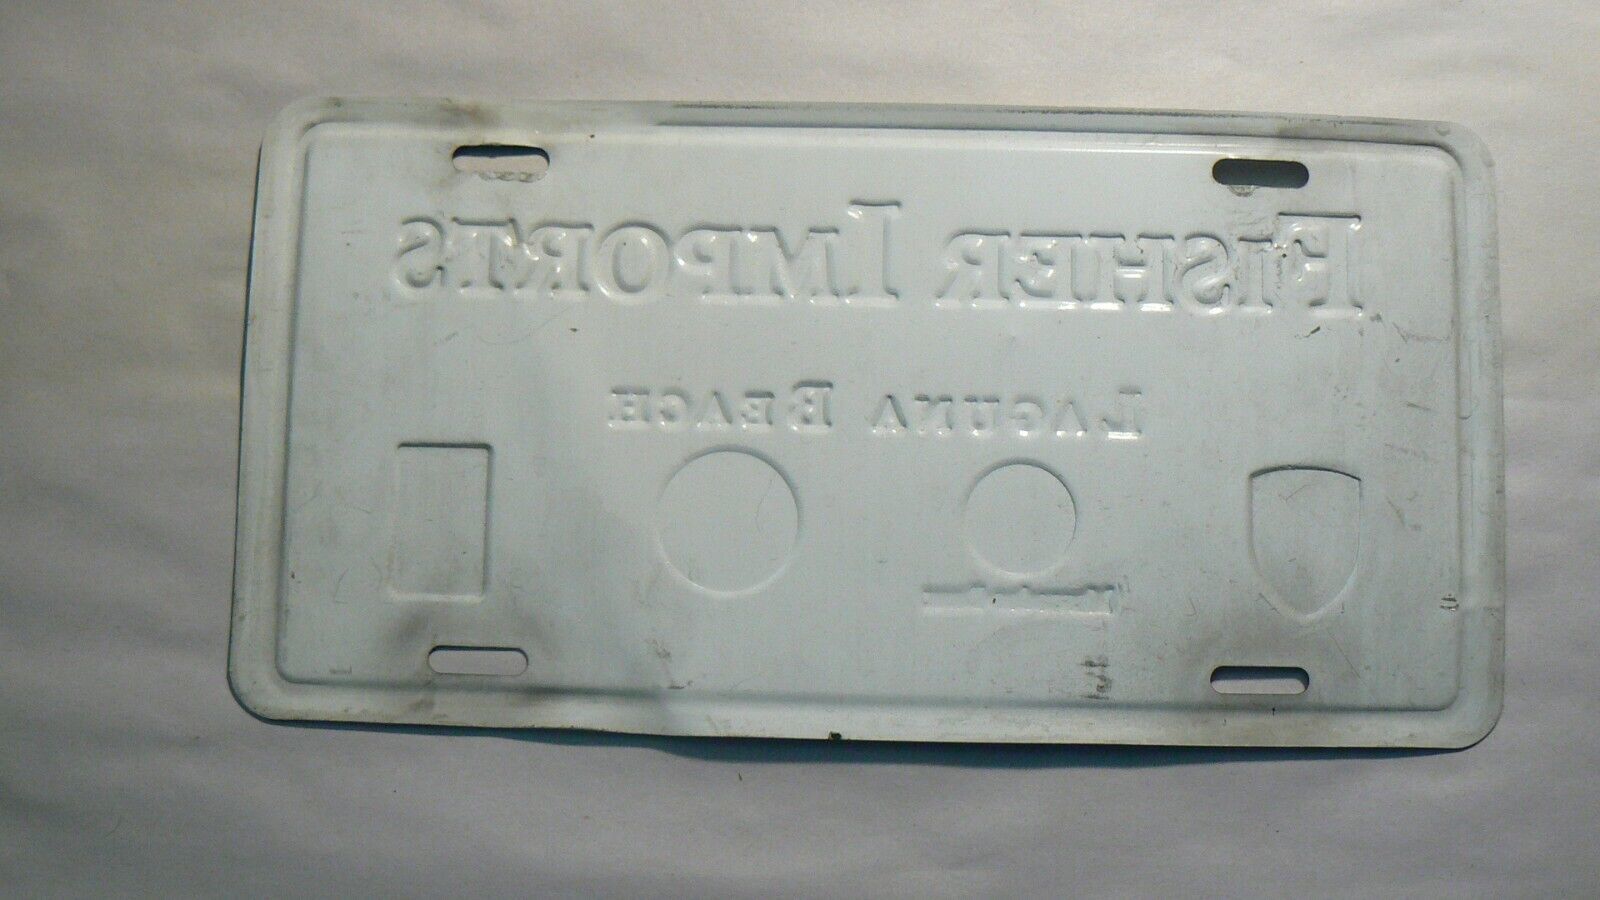 FISHER IMPORTS
LAGUNA BEACH